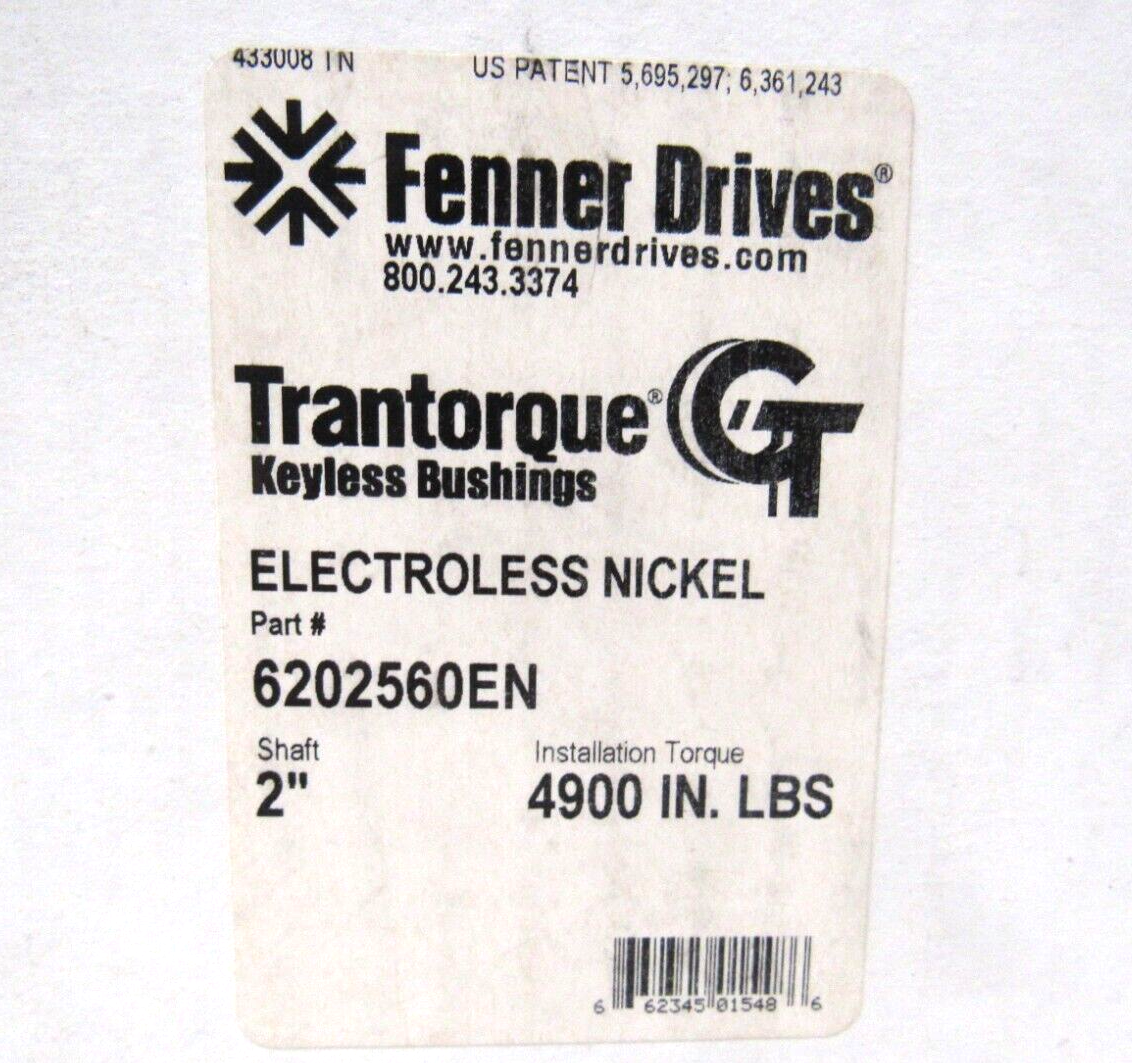 433008 TN US PATENT 5,695,297; 6,361,243
Fenner Drives®
www.fennerdrives.com
800.243.3374
Trantorque® GT
Keyless Bushings
ELECTROLESS NICKEL
Part #
6202560EN
Shaft Installation Torque
2" 4900 IN. LBS
6 62345 01548 6